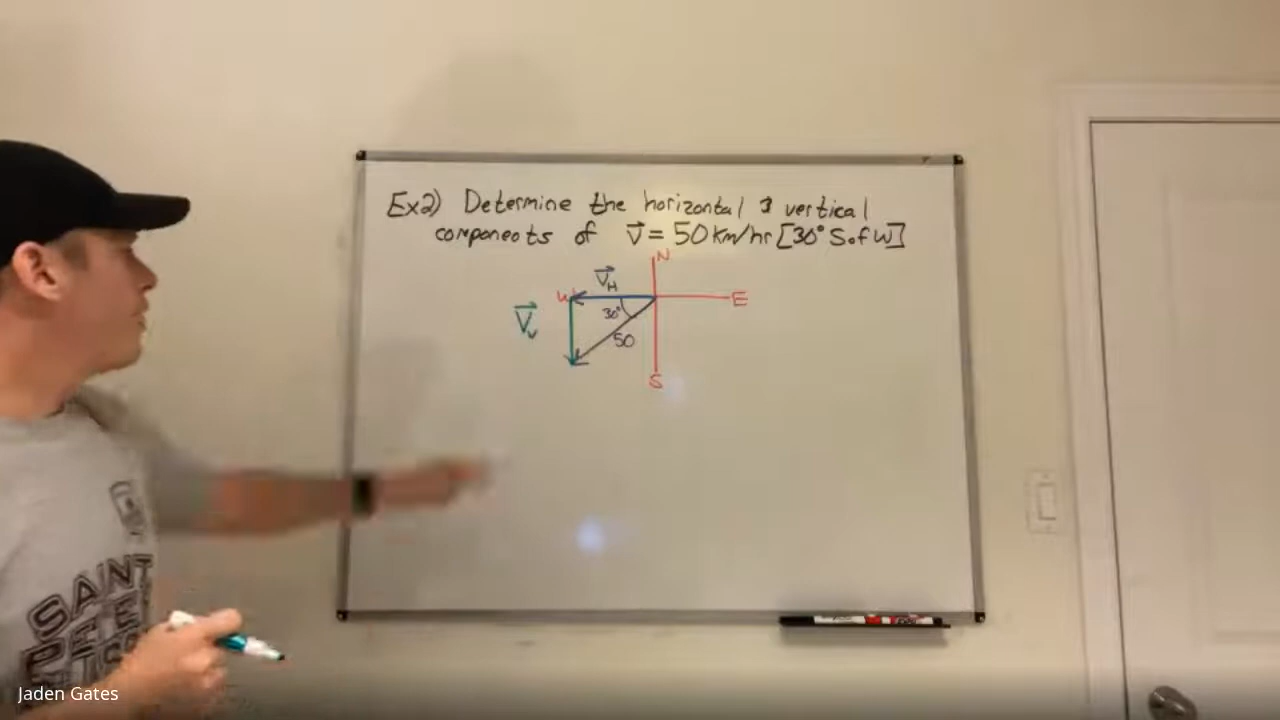 Ex2) Determine the horizontal & vertical
components of v⃗ = 50 km/hr [30° S of W]
N
V⃗H
W
E
30°
V⃗v
50
S
SAINT
Jaden Gates